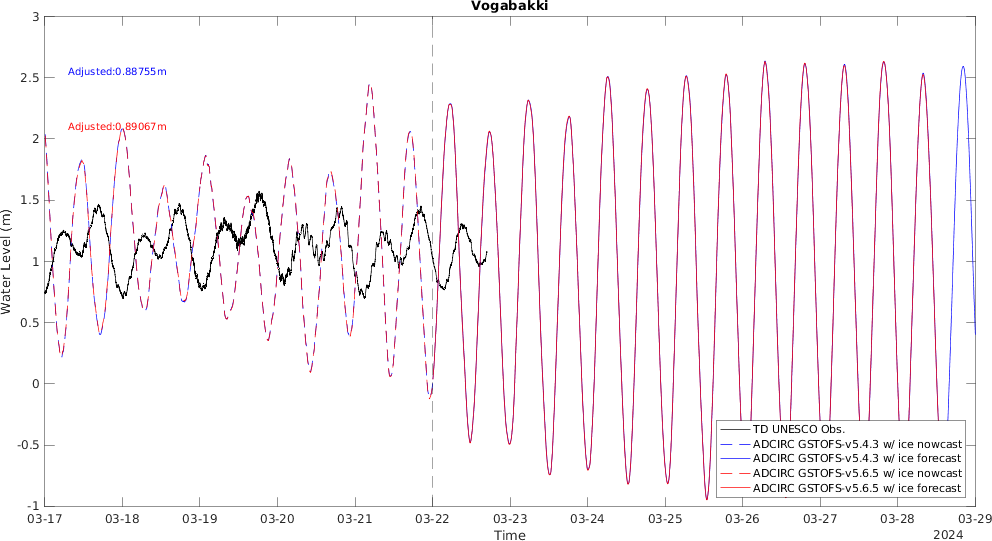 Vogabakki
3
2.5
2
1.5
1
0.5
0
-0.5
-1
Water Level (m)
Adjusted:0.88755m
Adjusted:0.89067m
TD UNESCO Obs.
ADCIRC GSTOFS-v5.4.3 w/ ice nowcast
ADCIRC GSTOFS-v5.4.3 w/ ice forecast
ADCIRC GSTOFS-v5.6.5 w/ ice nowcast
ADCIRC GSTOFS-v5.6.5 w/ ice forecast
03-17 03-18 03-19 03-20 03-21 03-22 03-23 03-24 03-25 03-26 03-27 03-28 03-29
Time
2024